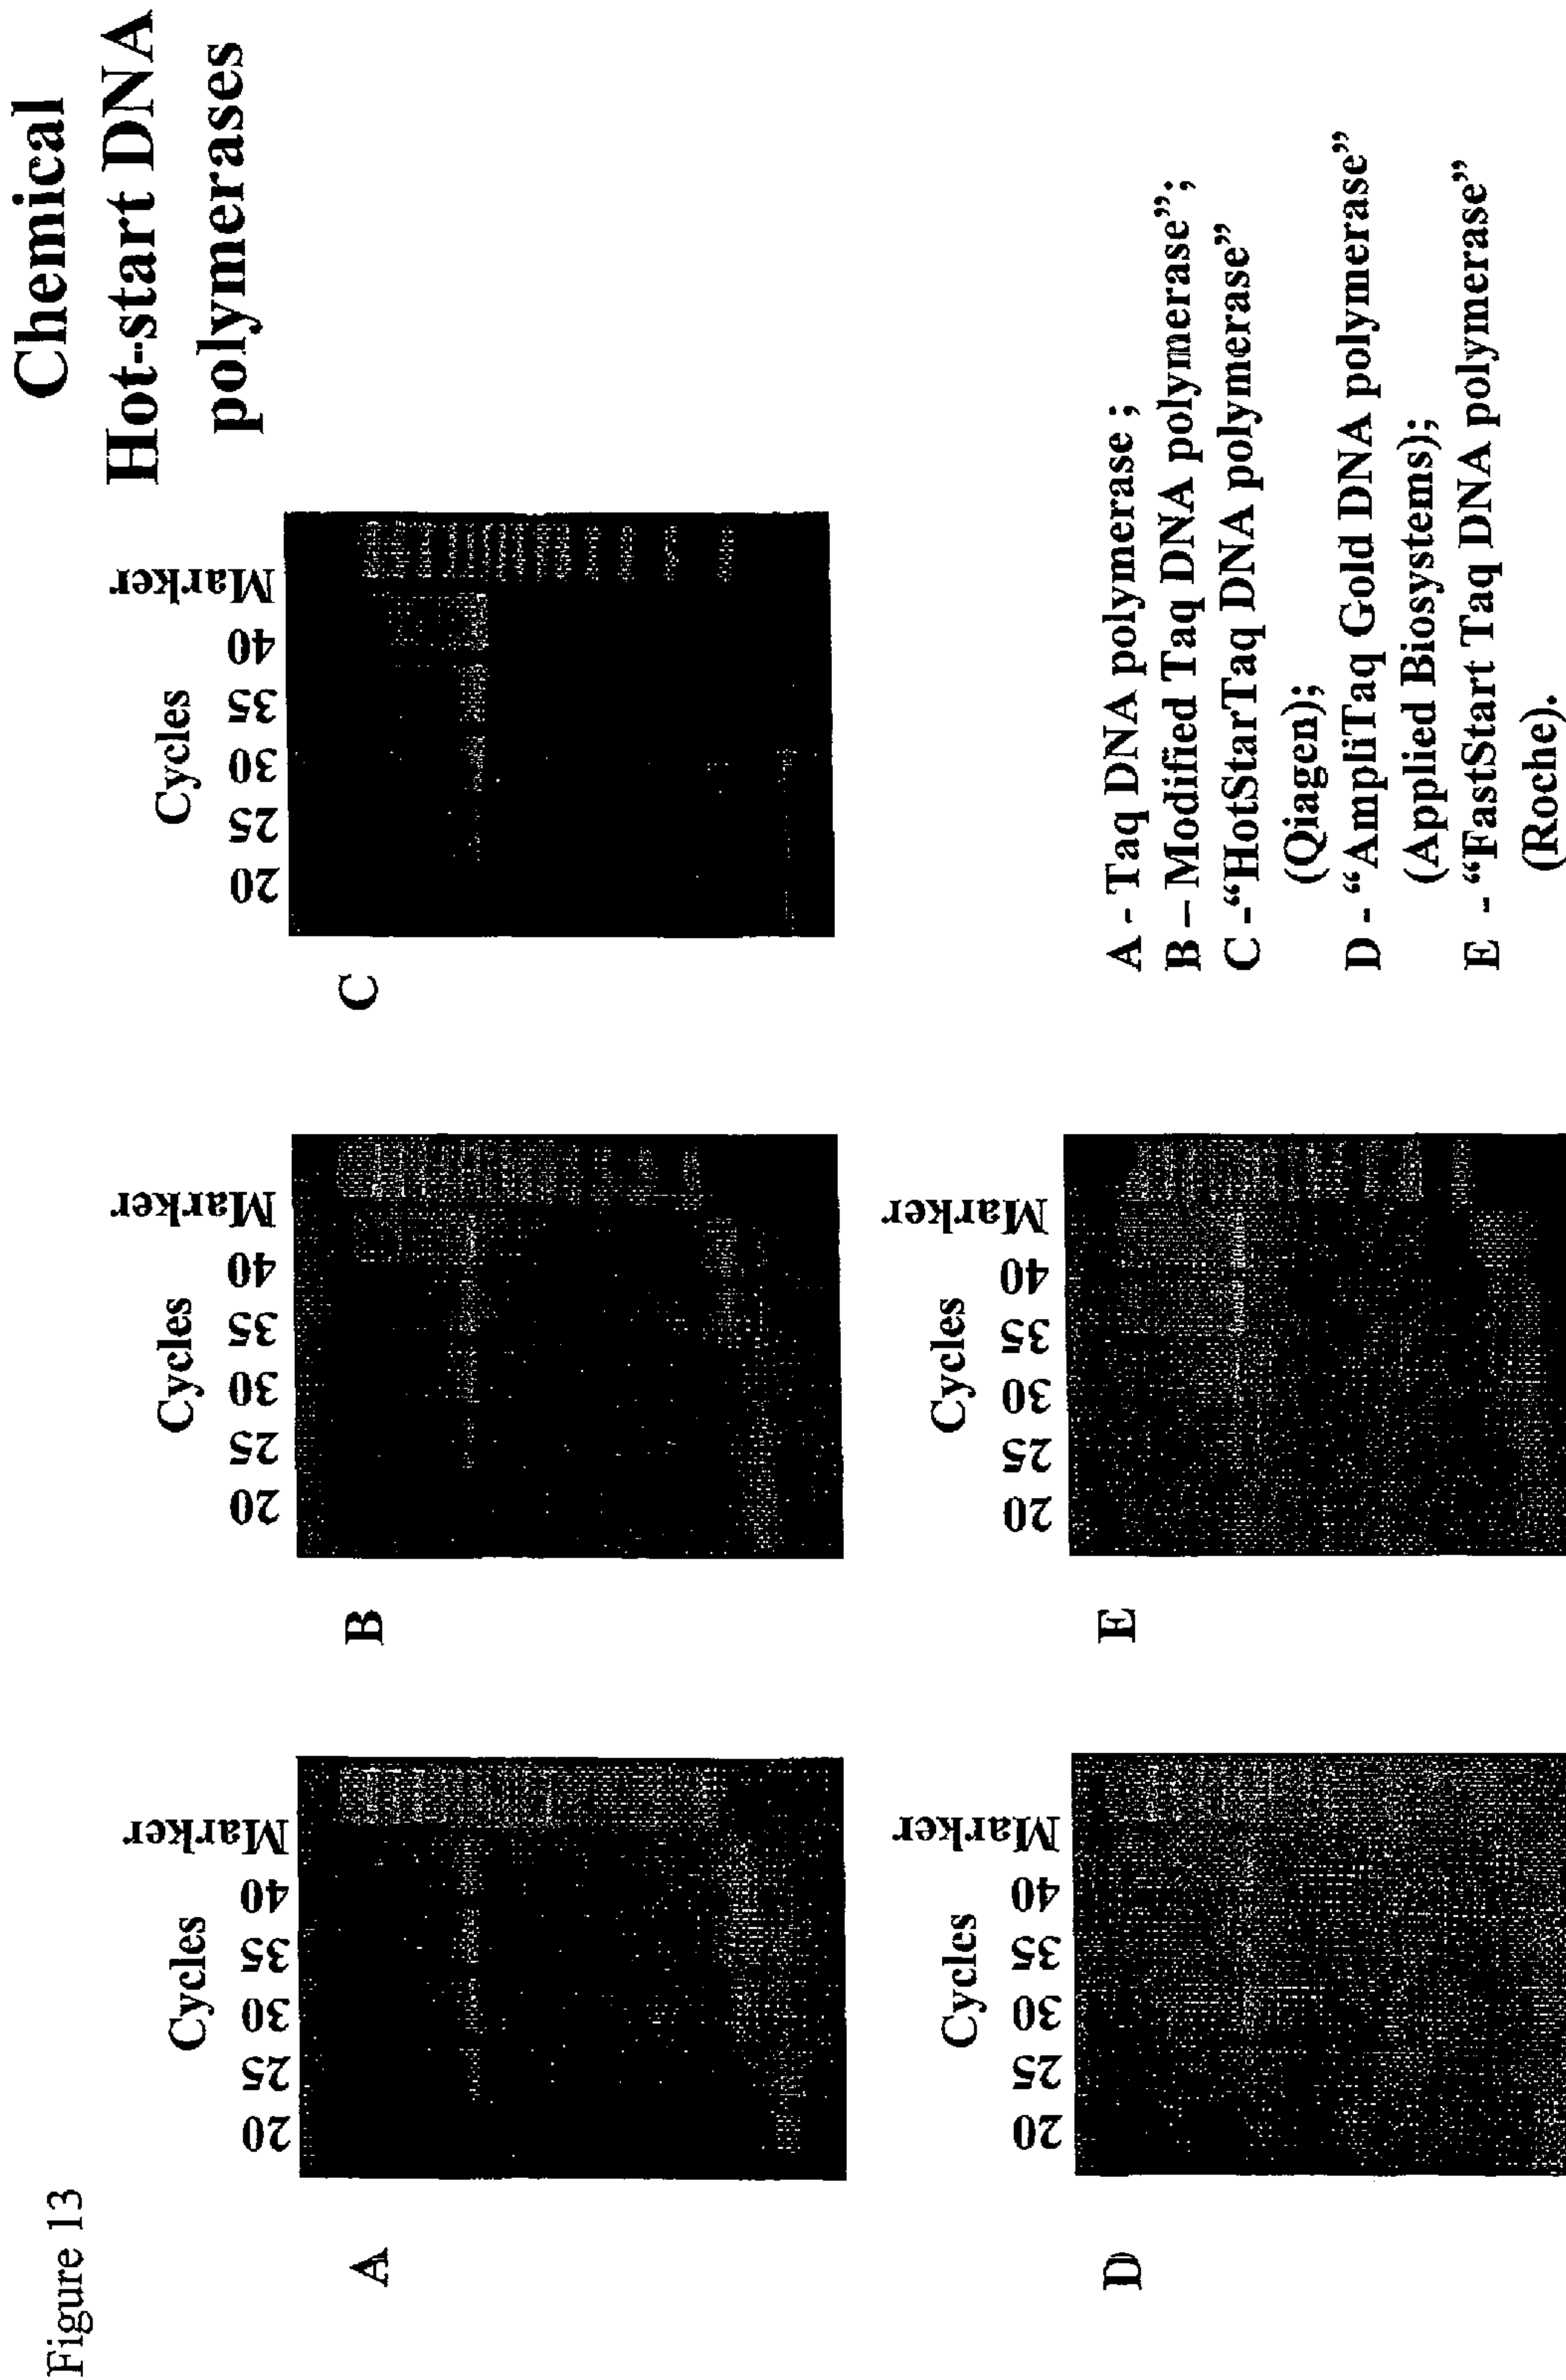 Figure 13
Chemical
Hot-start DNA
polymerases
A
Cycles
20 25 30 35 40 Marker
B
Cycles
20 25 30 35 40 Marker
C
Cycles
20 25 30 35 40 Marker
D
Cycles
20 25 30 35 40 Marker
E
Cycles
20 25 30 35 40 Marker
A - Taq DNA polymerase ;
B – Modified Taq DNA polymerase”;
C -“HotStarTaq DNA polymerase”
(Qiagen);
D - “AmpliTaq Gold DNA polymerase”
(Applied Biosystems);
E - “FastStart Taq DNA polymerase”
(Roche).